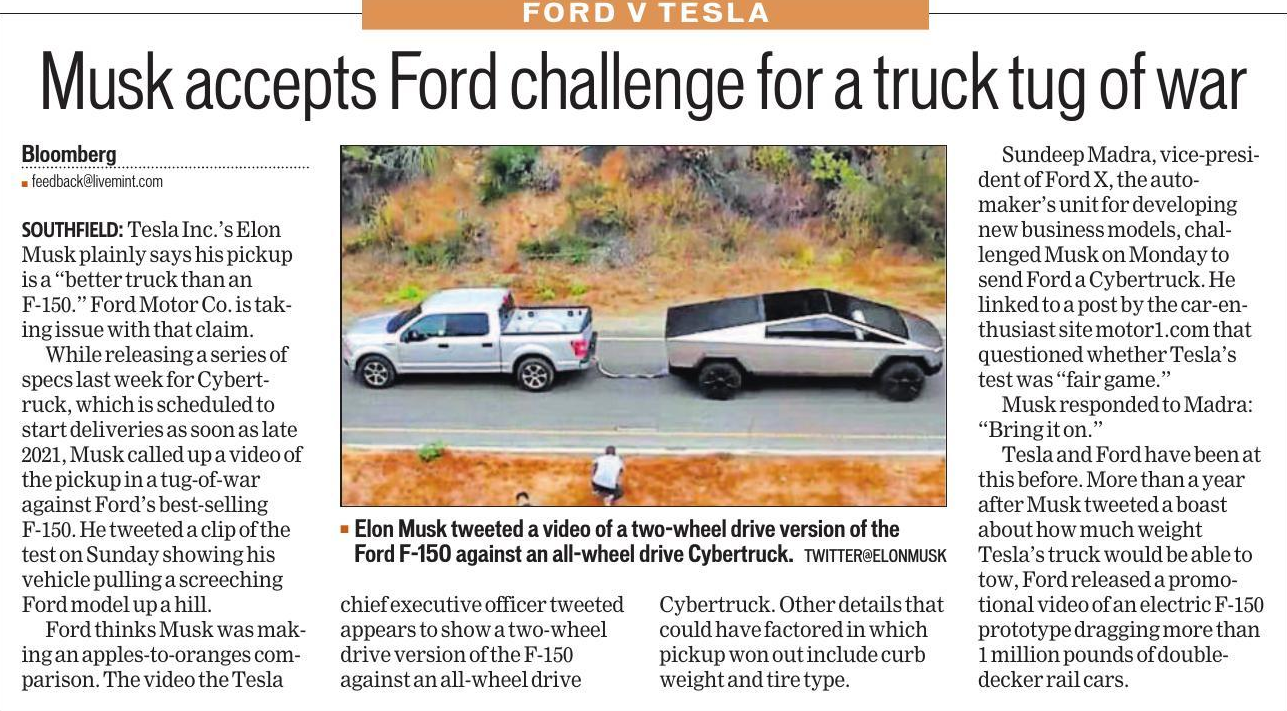 FORD V TESLA
Musk accepts Ford challenge for a truck tug of war
Bloomberg
feedback@livemint.com
SOUTHFIELD: Tesla Inc.’s Elon
Musk plainly says his pickup
is a “better truck than an
F-150.” Ford Motor Co. is tak-
ing issue with that claim.
While releasing a series of
specs last week for Cybert-
ruck, which is scheduled to
start deliveries as soon as late
2021, Musk called up a video of
the pickup in a tug-of-war
against Ford’s best-selling
F-150. He tweeted a clip of the
test on Sunday showing his
vehicle pulling a screeching
Ford model up a hill.
Ford thinks Musk was mak-
ing an apples-to-oranges com-
parison. The video the Tesla
Elon Musk tweeted a video of a two-wheel drive version of the
Ford F-150 against an all-wheel drive Cybertruck. TWITTER@ELONMUSK
chief executive officer tweeted
appears to show a two-wheel
drive version of the F-150
against an all-wheel drive
Cybertruck. Other details that
could have factored in which
pickup won out include curb
weight and tire type.
Sundeep Madra, vice-presi-
dent of Ford X, the auto-
maker’s unit for developing
new business models, chal-
lenged Musk on Monday to
send Ford a Cybertruck. He
linked to a post by the car-en-
thusiast site motor1.com that
questioned whether Tesla’s
test was “fair game.”
Musk responded to Madra:
“Bring it on.”
Tesla and Ford have been at
this before. More than a year
after Musk tweeted a boast
about how much weight
Tesla’s truck would be able to
tow, Ford released a promo-
tional video of an electric F-150
prototype dragging more than
1 million pounds of double-
decker rail cars.